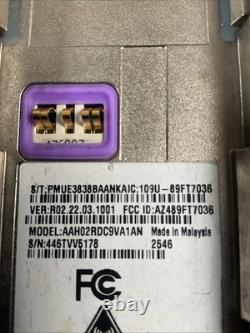 S/T:PMUE3838BAANKAIC:109U-89FT7036
VER:R02.22.03.1001 FCC ID:AZ489FT7036
MODEL:AAH02RDC9VA1AN Made in Malaysia
S/N:446TVV5178 2546
FC
ebay